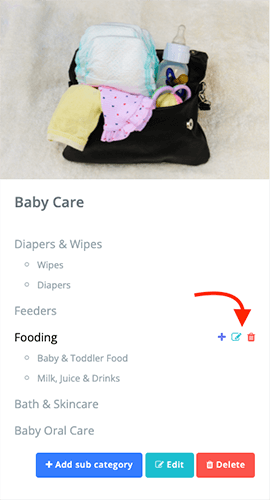 Baby Care
Diapers & Wipes
Wipes
Diapers
Feeders
Fooding
Baby & Toddler Food
Milk, Juice & Drinks
Bath & Skincare
Baby Oral Care
+ Add sub category
Edit
Delete